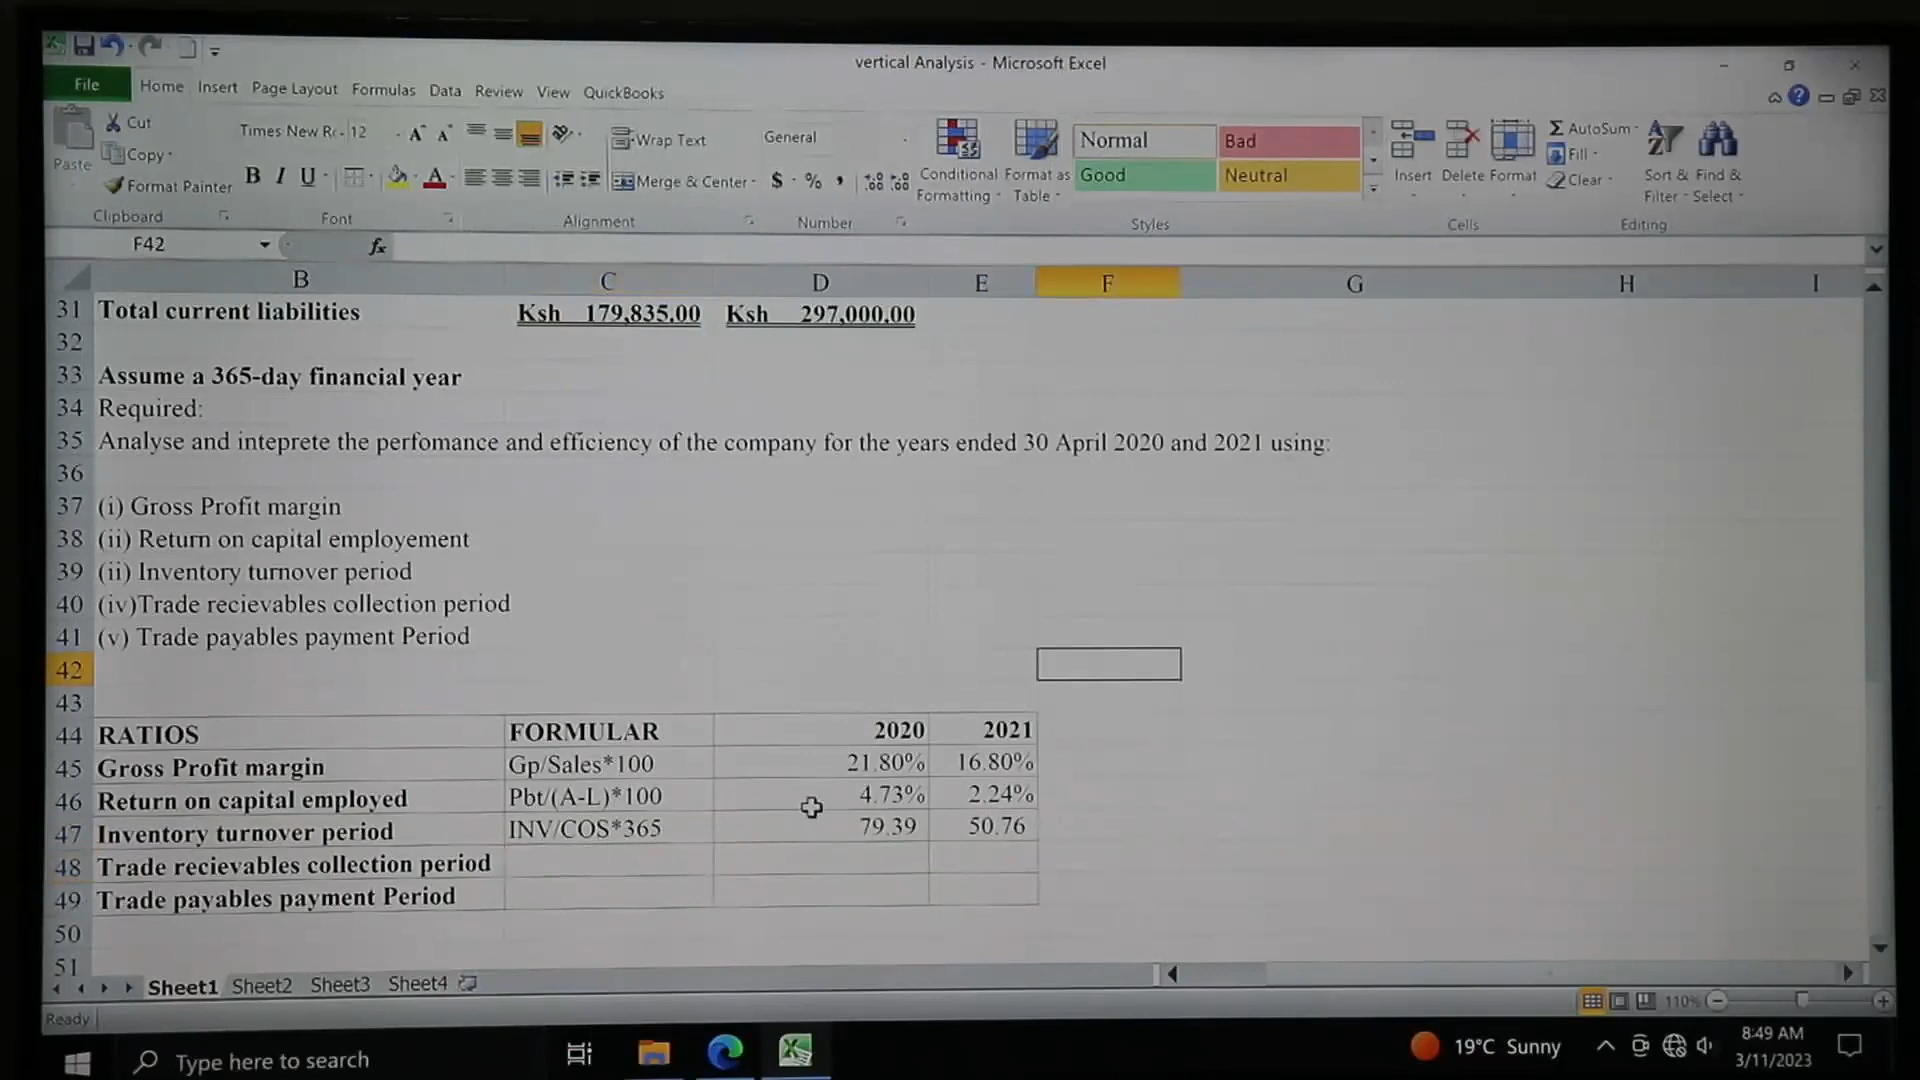 vertical Analysis - Microsoft Excel
File Home Insert Page Layout Formulas Data Review View QuickBooks
Paste Cut Copy Format Painter
Clipboard
Times New Ro 12
B I U
Font
Wrap Text
Merge & Center
Alignment
General
$ % ,
Number
Conditional Formatting
Format as Table
Normal Bad
Good Neutral
Styles
Insert Delete Format
Cells
AutoSum
Fill
Clear
Sort & Filter
Find & Select
Editing
F42 fx
B C D E F G H I
31 Total current liabilities Ksh 179,835.00 Ksh 297,000.00
32
33 Assume a 365-day financial year
34 Required:
35 Analyse and inteprete the perfomance and efficiency of the company for the years ended 30 April 2020 and 2021 using:
36
37 (i) Gross Profit margin
38 (ii) Return on capital employement
39 (ii) Inventory turnover period
40 (iv)Trade recievables collection period
41 (v) Trade payables payment Period
42
43
44 RATIOS FORMULAR 2020 2021
45 Gross Profit margin Gp/Sales*100 21.80% 16.80%
46 Return on capital employed Pbt/(A-L)*100 4.73% 2.24%
47 Inventory turnover period INV/COS*365 79.39 50.76
48 Trade recievables collection period
49 Trade payables payment Period
50
51
Sheet1 Sheet2 Sheet3 Sheet4
Ready 110%
Type here to search
19°C Sunny
8:49 AM
3/11/2023